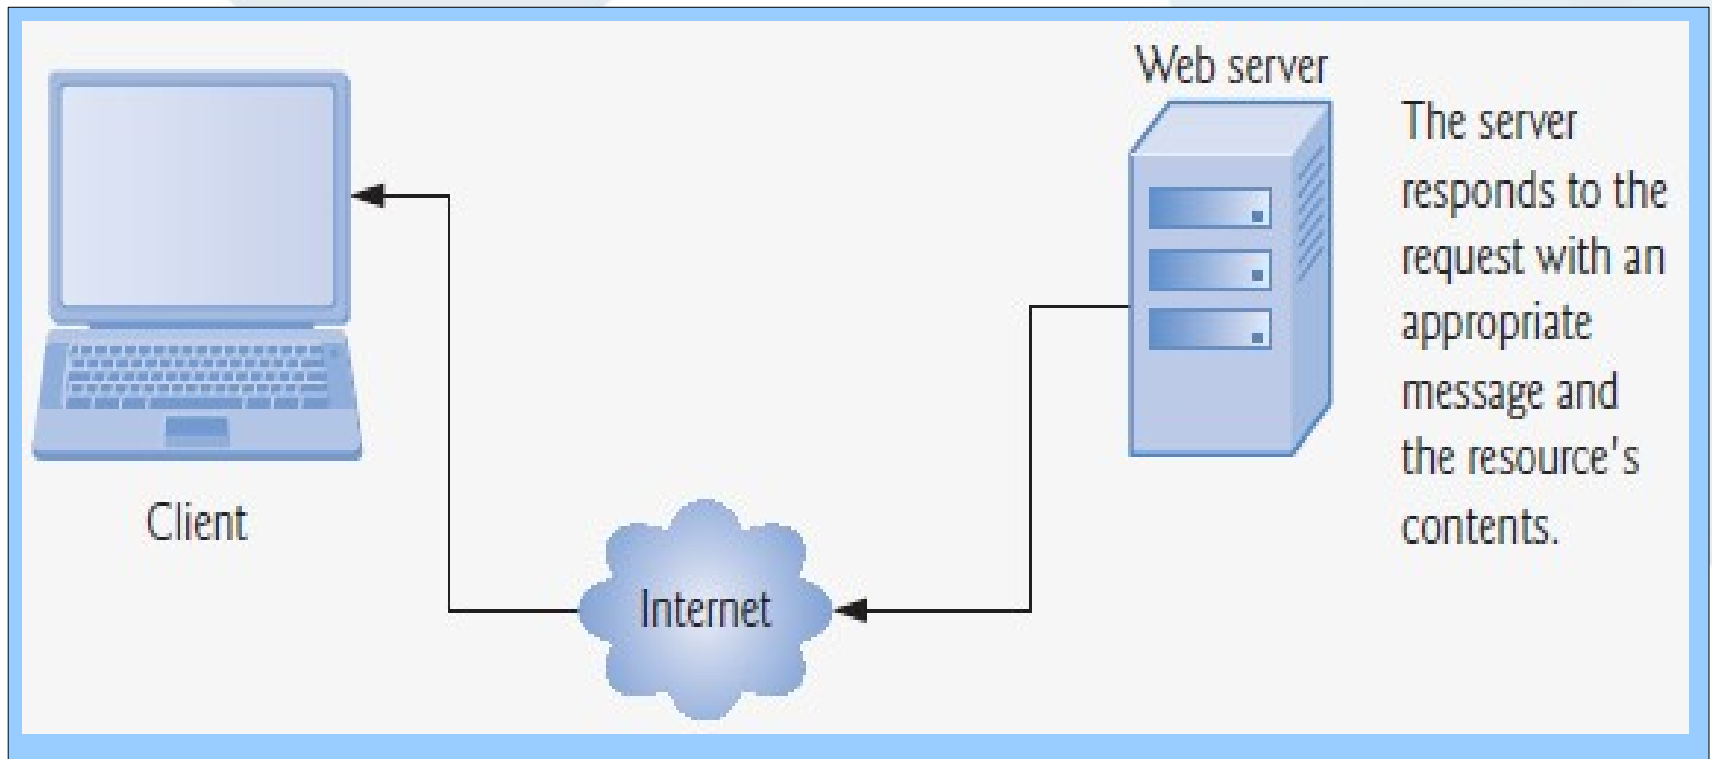 Web server
The server
responds to the
request with an
appropriate
message and
the resource's
contents.
Client
Internet